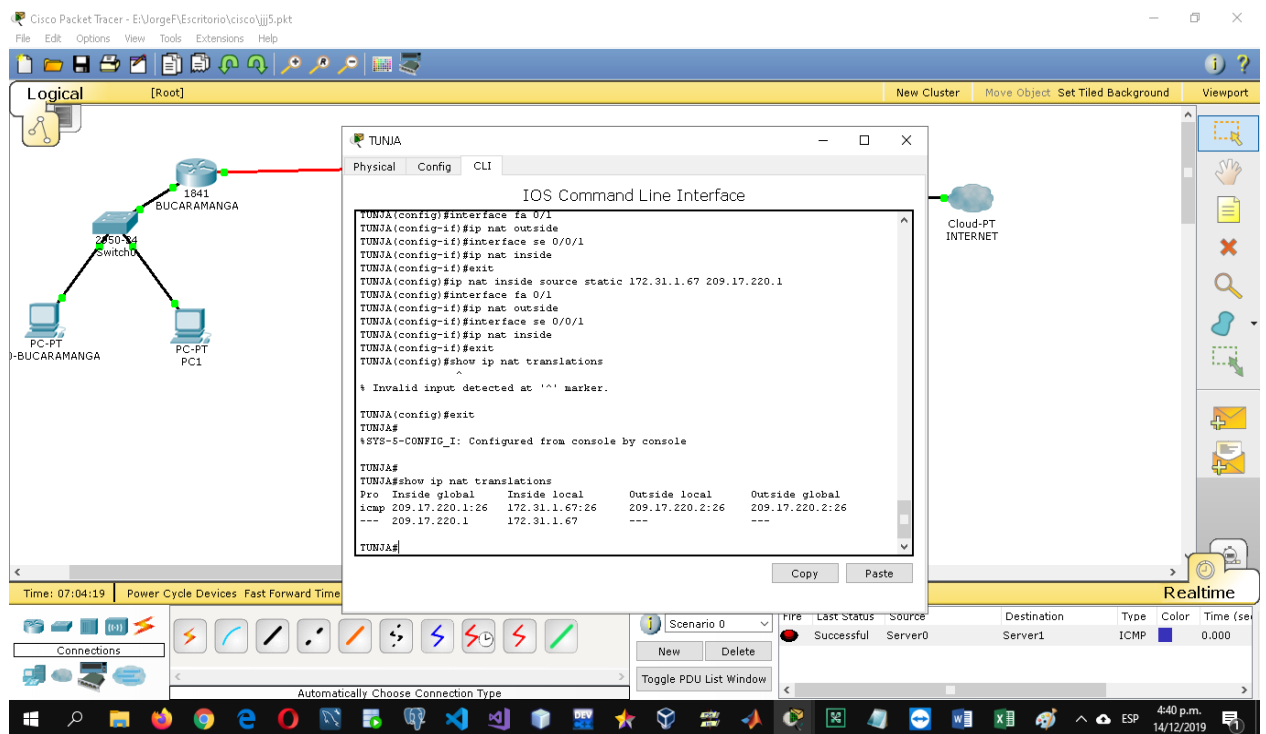 Cisco Packet Tracer - E:\JorgeF\Escritorio\cisco\jjj5.pkt
File Edit Options View Tools Extensions Help
Logical [Root] New Cluster Move Object Set Tiled Background Viewport
1841
BUCARAMANGA
2950-24
Switch0
PC-PT
0-BUCARAMANGA
PC-PT
PC1
Cloud-PT
INTERNET
TUNJA
Physical Config CLI
IOS Command Line Interface
TUNJA(config)#interface fa 0/1
TUNJA(config-if)#ip nat outside
TUNJA(config-if)#interface se 0/0/1
TUNJA(config-if)#ip nat inside
TUNJA(config-if)#exit
TUNJA(config)#ip nat inside source static 172.31.1.67 209.17.220.1
TUNJA(config)#interface fa 0/1
TUNJA(config-if)#ip nat outside
TUNJA(config-if)#interface se 0/0/1
TUNJA(config-if)#ip nat inside
TUNJA(config-if)#exit
TUNJA(config)#show ip nat translations
^
% Invalid input detected at '^' marker.
TUNJA(config)#exit
TUNJA#
%SYS-5-CONFIG_I: Configured from console by console
TUNJA#
TUNJA#show ip nat translations
Pro Inside global Inside local Outside local Outside global
icmp 209.17.220.1:26 172.31.1.67:26 209.17.220.2:26 209.17.220.2:26
--- 209.17.220.1 172.31.1.67 --- ---
TUNJA#
Copy Paste
Time: 07:04:19 Power Cycle Devices Fast Forward Time
Realtime
Connections
Automatically Choose Connection Type
Scenario 0
New Delete
Toggle PDU List Window
Fire Last Status Source Destination Type Color Time (sec
Successful Server0 Server1 ICMP 0.000
ESP
4:40 p.m.
14/12/2019